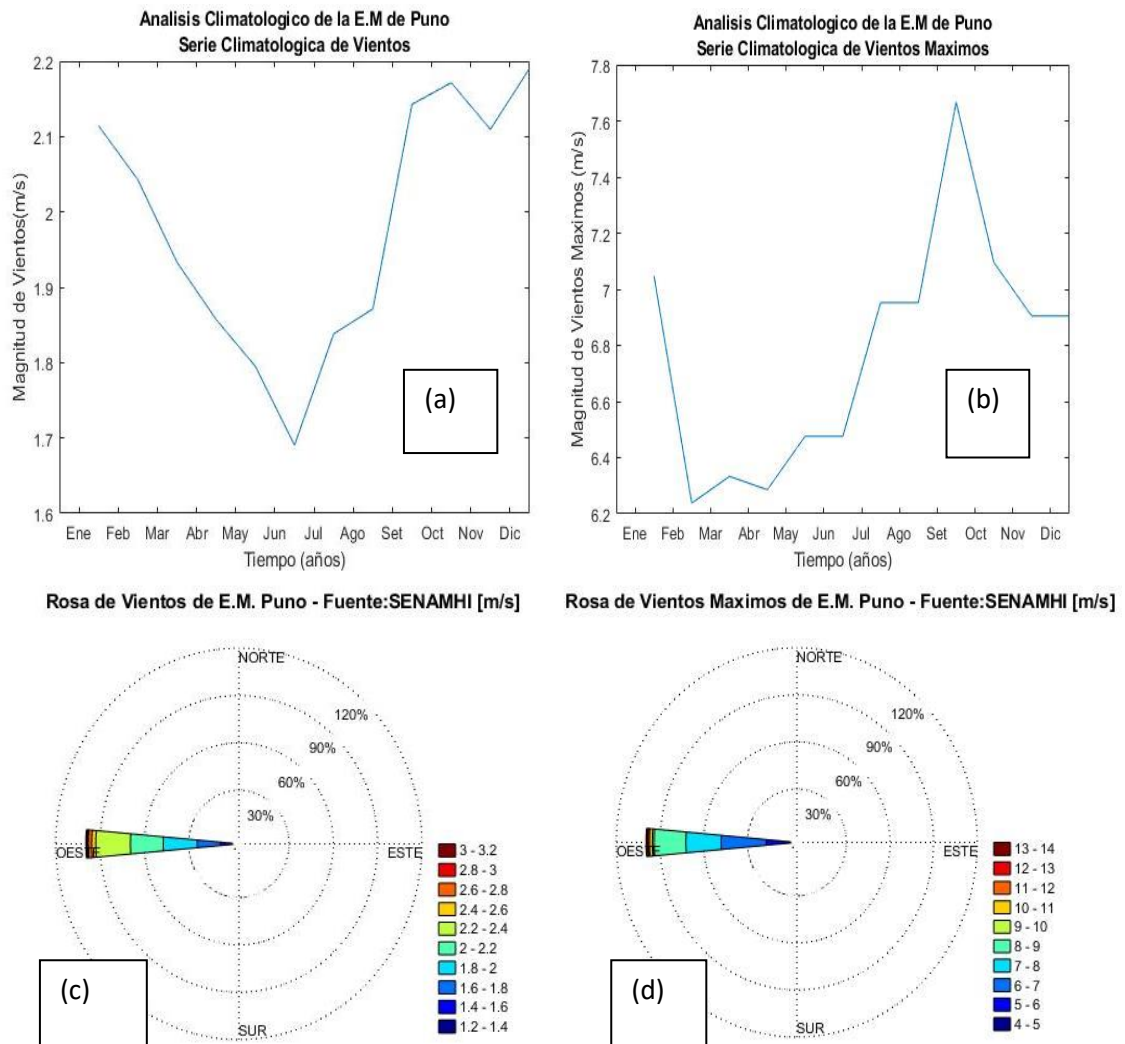 Analisis Climatologico de la E.M de Puno
Serie Climatologica de Vientos
2.2
2.1
2
1.9
1.8
1.7
1.6
Magnitud de Vientos(m/s)
(a)
Ene Feb Mar Abr May Jun Jul Ago Set Oct Nov Dic
Tiempo (años)
Analisis Climatologico de la E.M de Puno
Serie Climatologica de Vientos Maximos
7.8
7.6
7.4
7.2
7
6.8
6.6
6.4
6.2
Magnitud de Vientos Maximos (m/s)
(b)
Ene Feb Mar Abr May Jun Jul Ago Set Oct Nov Dic
Tiempo (años)
Rosa de Vientos de E.M. Puno - Fuente:SENAMHI [m/s]
NORTE
120%
90%
60%
30%
OESTE
ESTE
SUR
3 - 3.2
2.8 - 3
2.6 - 2.8
2.4 - 2.6
2.2 - 2.4
2 - 2.2
1.8 - 2
1.6 - 1.8
1.4 - 1.6
1.2 - 1.4
(c)
Rosa de Vientos Maximos de E.M. Puno - Fuente:SENAMHI [m/s]
NORTE
120%
90%
60%
30%
OESTE
ESTE
SUR
13 - 14
12 - 13
11 - 12
10 - 11
9 - 10
8 - 9
7 - 8
6 - 7
5 - 6
4 - 5
(d)